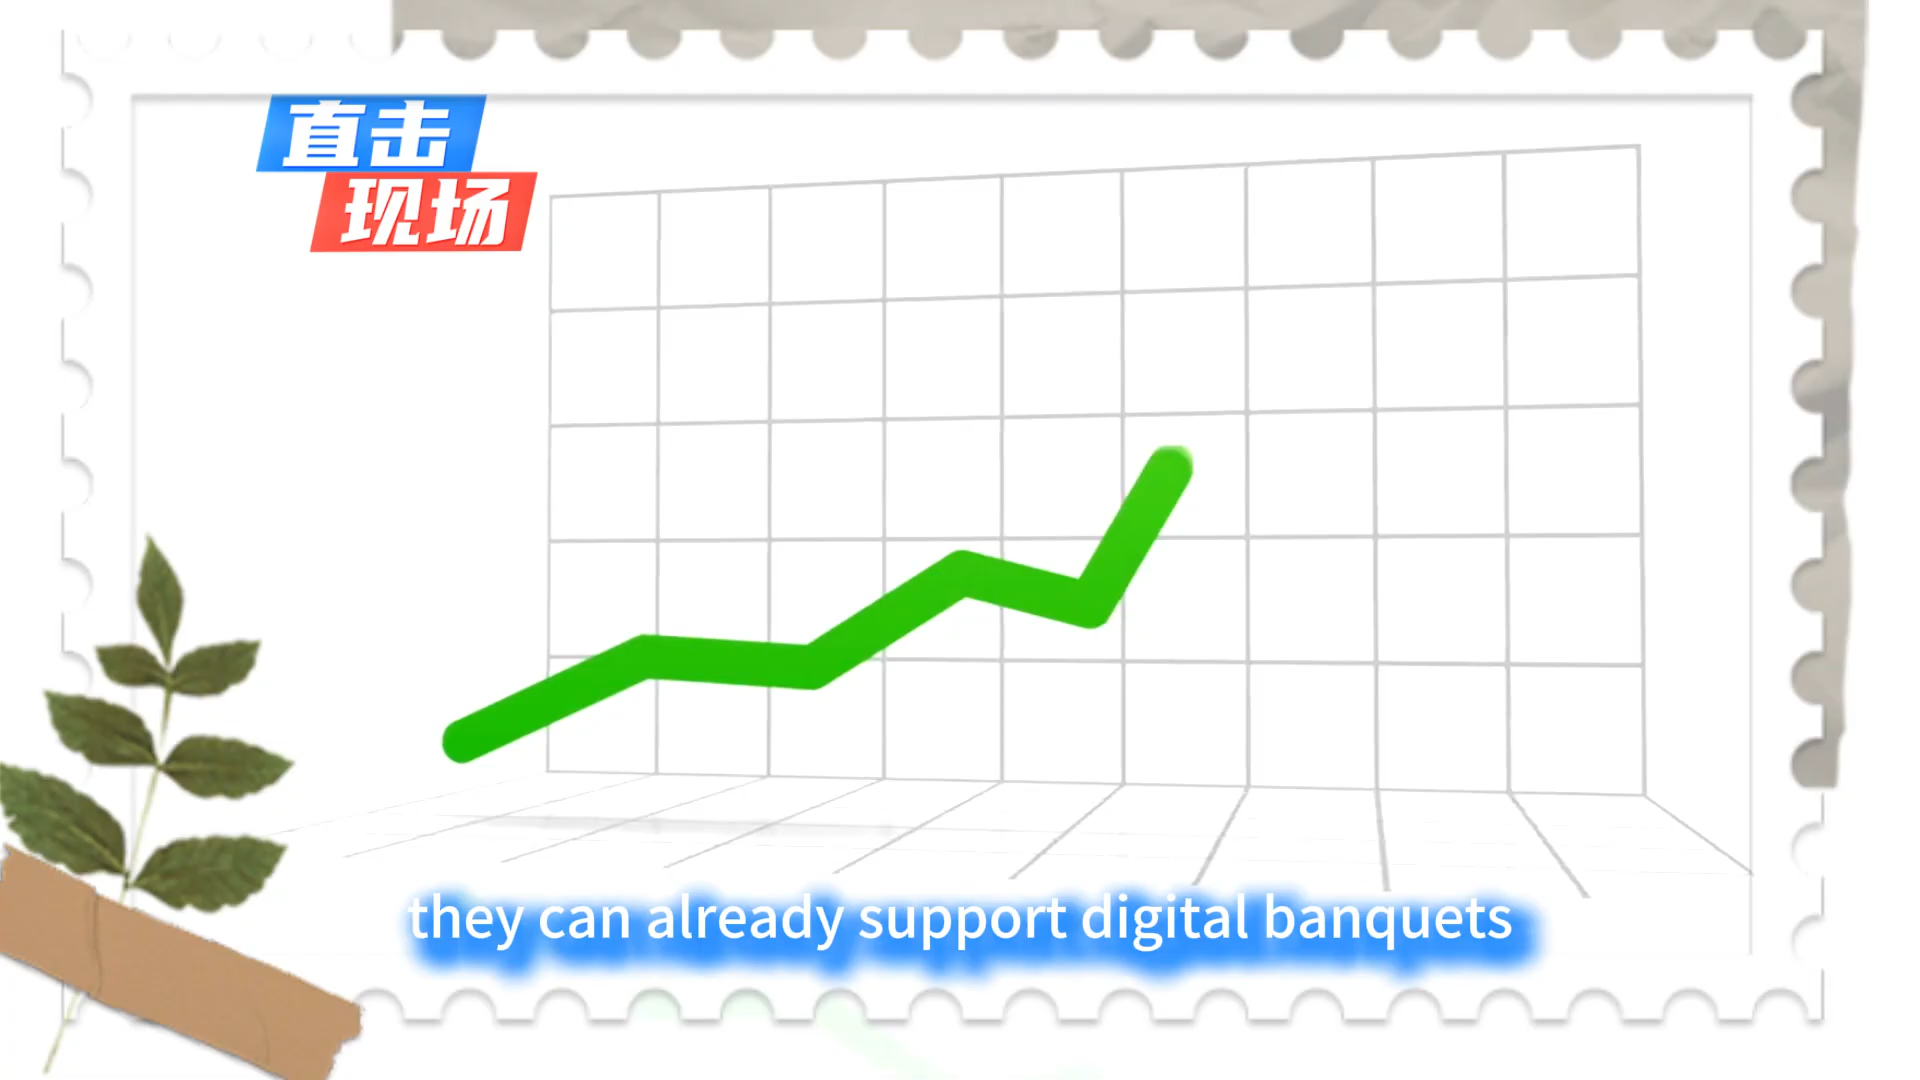 直击
现场
they can already support digital banquets